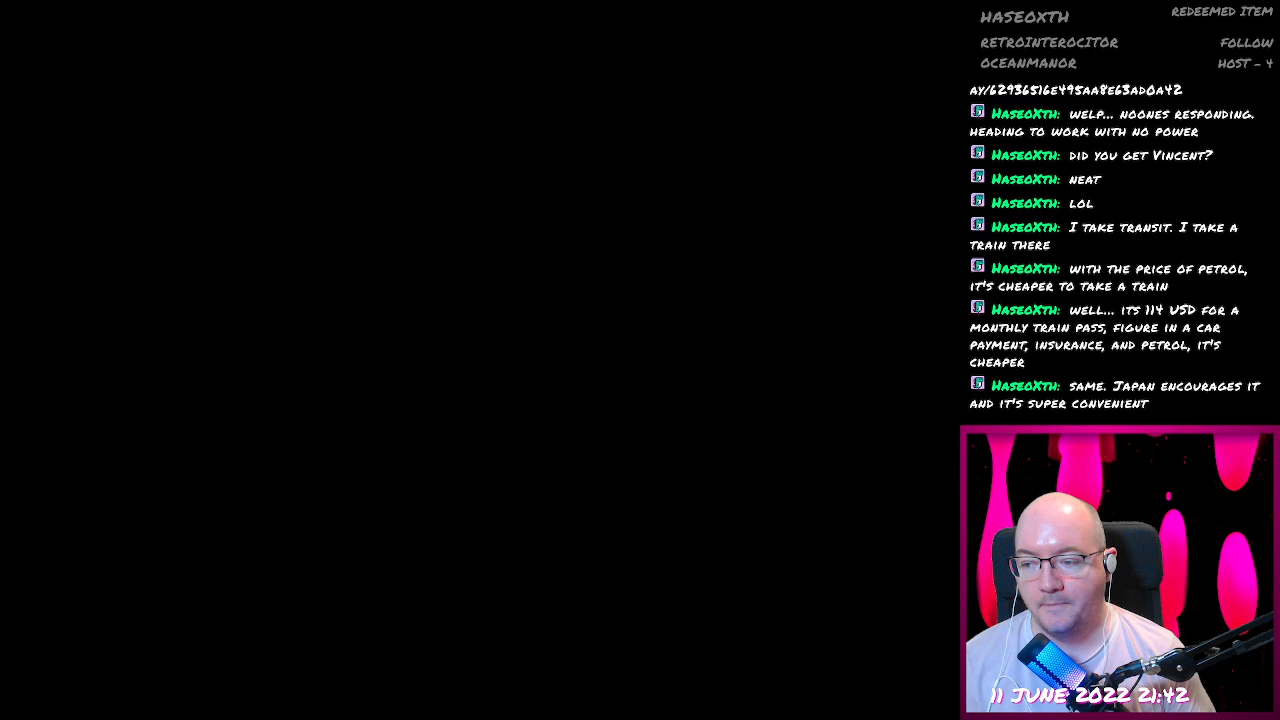 HASEOXTH REDEEMED ITEM
RETROINTEROCITOR FOLLOW
OCEANMANOR HOST - 4
AY/62936516E495AA8E63AD0A42
HASEOXTH: WELP... NOONES RESPONDING.
HEADING TO WORK WITH NO POWER
HASEOXTH: DID YOU GET VINCENT?
HASEOXTH: NEAT
HASEOXTH: LOL
HASEOXTH: I TAKE TRANSIT. I TAKE A
TRAIN THERE
HASEOXTH: WITH THE PRICE OF PETROL,
IT'S CHEAPER TO TAKE A TRAIN
HASEOXTH: WELL... ITS 114 USD FOR A
MONTHLY TRAIN PASS, FIGURE IN A CAR
PAYMENT, INSURANCE, AND PETROL, IT'S
CHEAPER
HASEOXTH: SAME. JAPAN ENCOURAGES IT
AND IT'S SUPER CONVENIENT
11 JUNE 2022 21:42